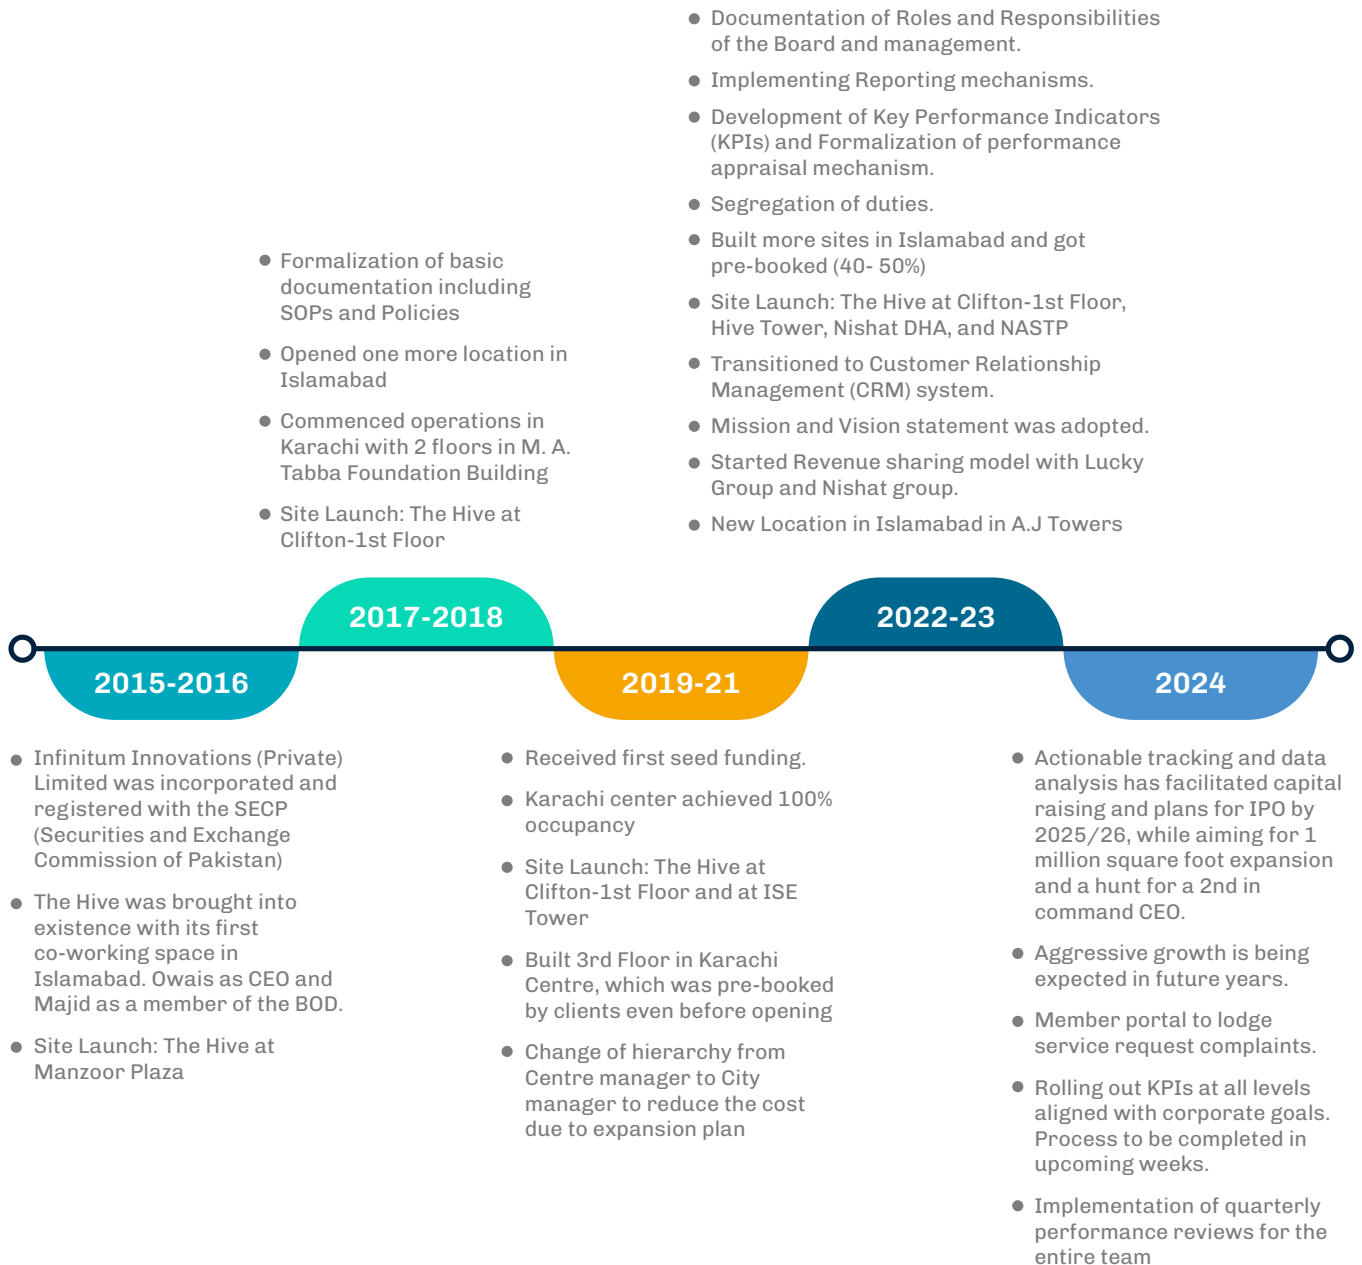 Documentation of Roles and Responsibilities
of the Board and management.
Implementing Reporting mechanisms.
Development of Key Performance Indicators
(KPIs) and Formalization of performance
appraisal mechanism.
Segregation of duties.
Built more sites in Islamabad and got
pre-booked (40- 50%)
Site Launch: The Hive at Clifton-1st Floor,
Hive Tower, Nishat DHA, and NASTP
Transitioned to Customer Relationship
Management (CRM) system.
Mission and Vision statement was adopted.
Started Revenue sharing model with Lucky
Group and Nishat group.
New Location in Islamabad in A.J Towers
Formalization of basic
documentation including
SOPs and Policies
Opened one more location in
Islamabad
Commenced operations in
Karachi with 2 floors in M. A.
Tabba Foundation Building
Site Launch: The Hive at
Clifton-1st Floor
2017-2018
2022-23
2015-2016
2019-21
2024
Infinitum Innovations (Private)
Limited was incorporated and
registered with the SECP
(Securities and Exchange
Commission of Pakistan)
The Hive was brought into
existence with its first
co-working space in
Islamabad. Owais as CEO and
Majid as a member of the BOD.
Site Launch: The Hive at
Manzoor Plaza
Received first seed funding.
Karachi center achieved 100%
occupancy
Site Launch: The Hive at
Clifton-1st Floor and at ISE
Tower
Built 3rd Floor in Karachi
Centre, which was pre-booked
by clients even before opening
Change of hierarchy from
Centre manager to City
manager to reduce the cost
due to expansion plan
Actionable tracking and data
analysis has facilitated capital
raising and plans for IPO by
2025/26, while aiming for 1
million square foot expansion
and a hunt for a 2nd in
command CEO.
Aggressive growth is being
expected in future years.
Member portal to lodge
service request complaints.
Rolling out KPIs at all levels
aligned with corporate goals.
Process to be completed in
upcoming weeks.
Implementation of quarterly
performance reviews for the
entire team